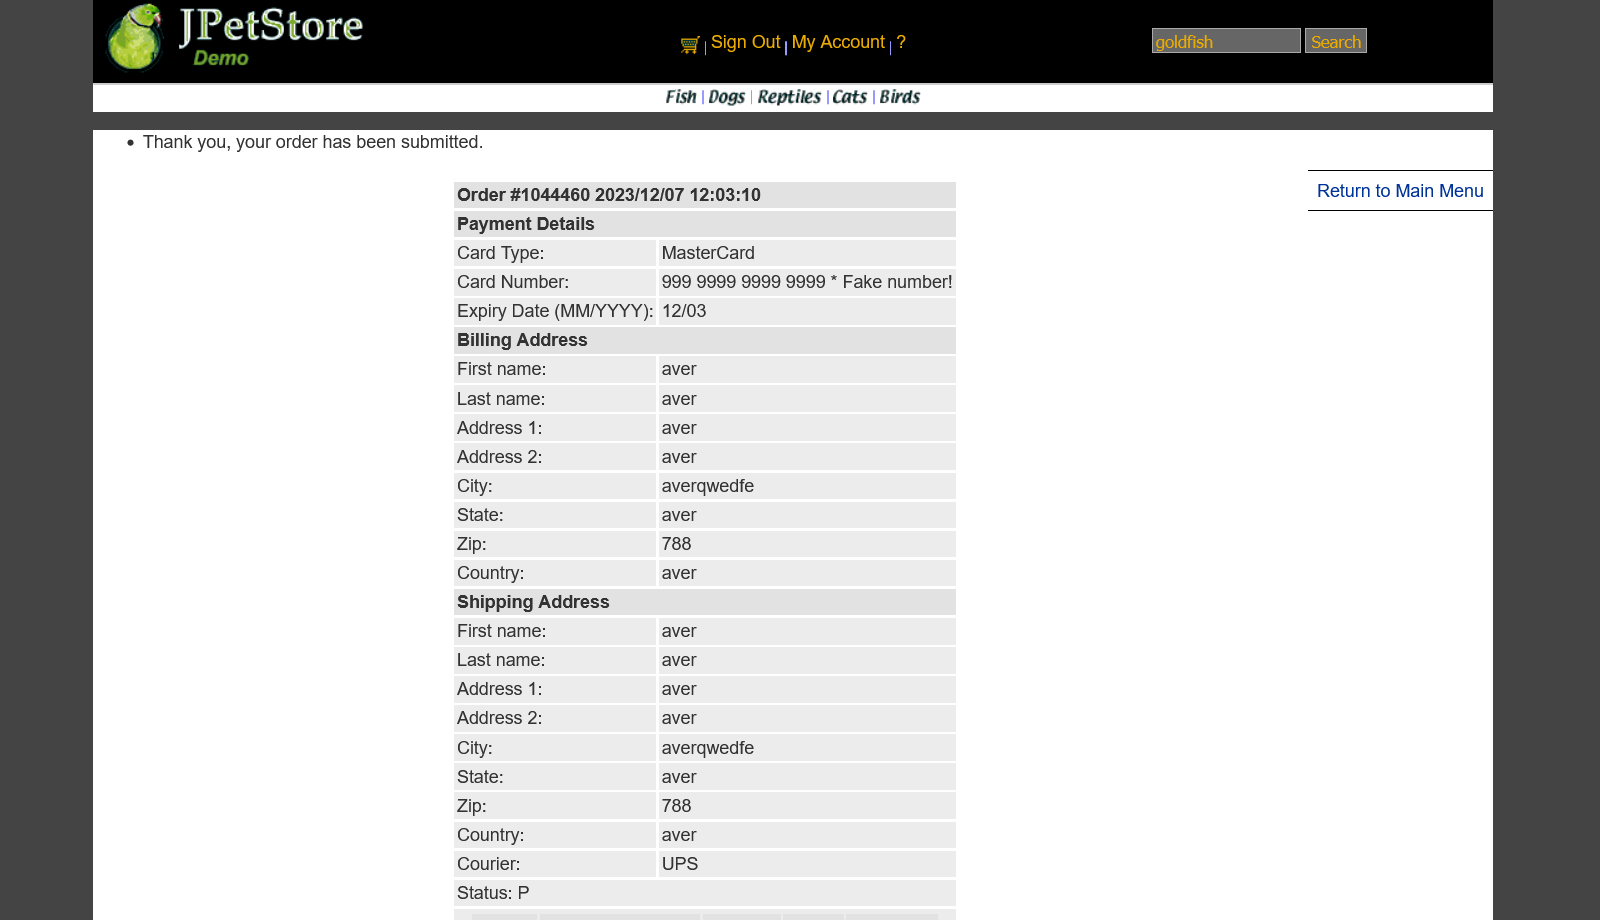 JPetStore
Demo
| Sign Out | My Account | ?
goldfish Search
Fish | Dogs | Reptiles | Cats | Birds
• Thank you, your order has been submitted.
Return to Main Menu
Order #1044460 2023/12/07 12:03:10
Payment Details
Card Type: MasterCard
Card Number: 999 9999 9999 9999 * Fake number!
Expiry Date (MM/YYYY): 12/03
Billing Address
First name: aver
Last name: aver
Address 1: aver
Address 2: aver
City: averqwedfe
State: aver
Zip: 788
Country: aver
Shipping Address
First name: aver
Last name: aver
Address 1: aver
Address 2: aver
City: averqwedfe
State: aver
Zip: 788
Country: aver
Courier: UPS
Status: P